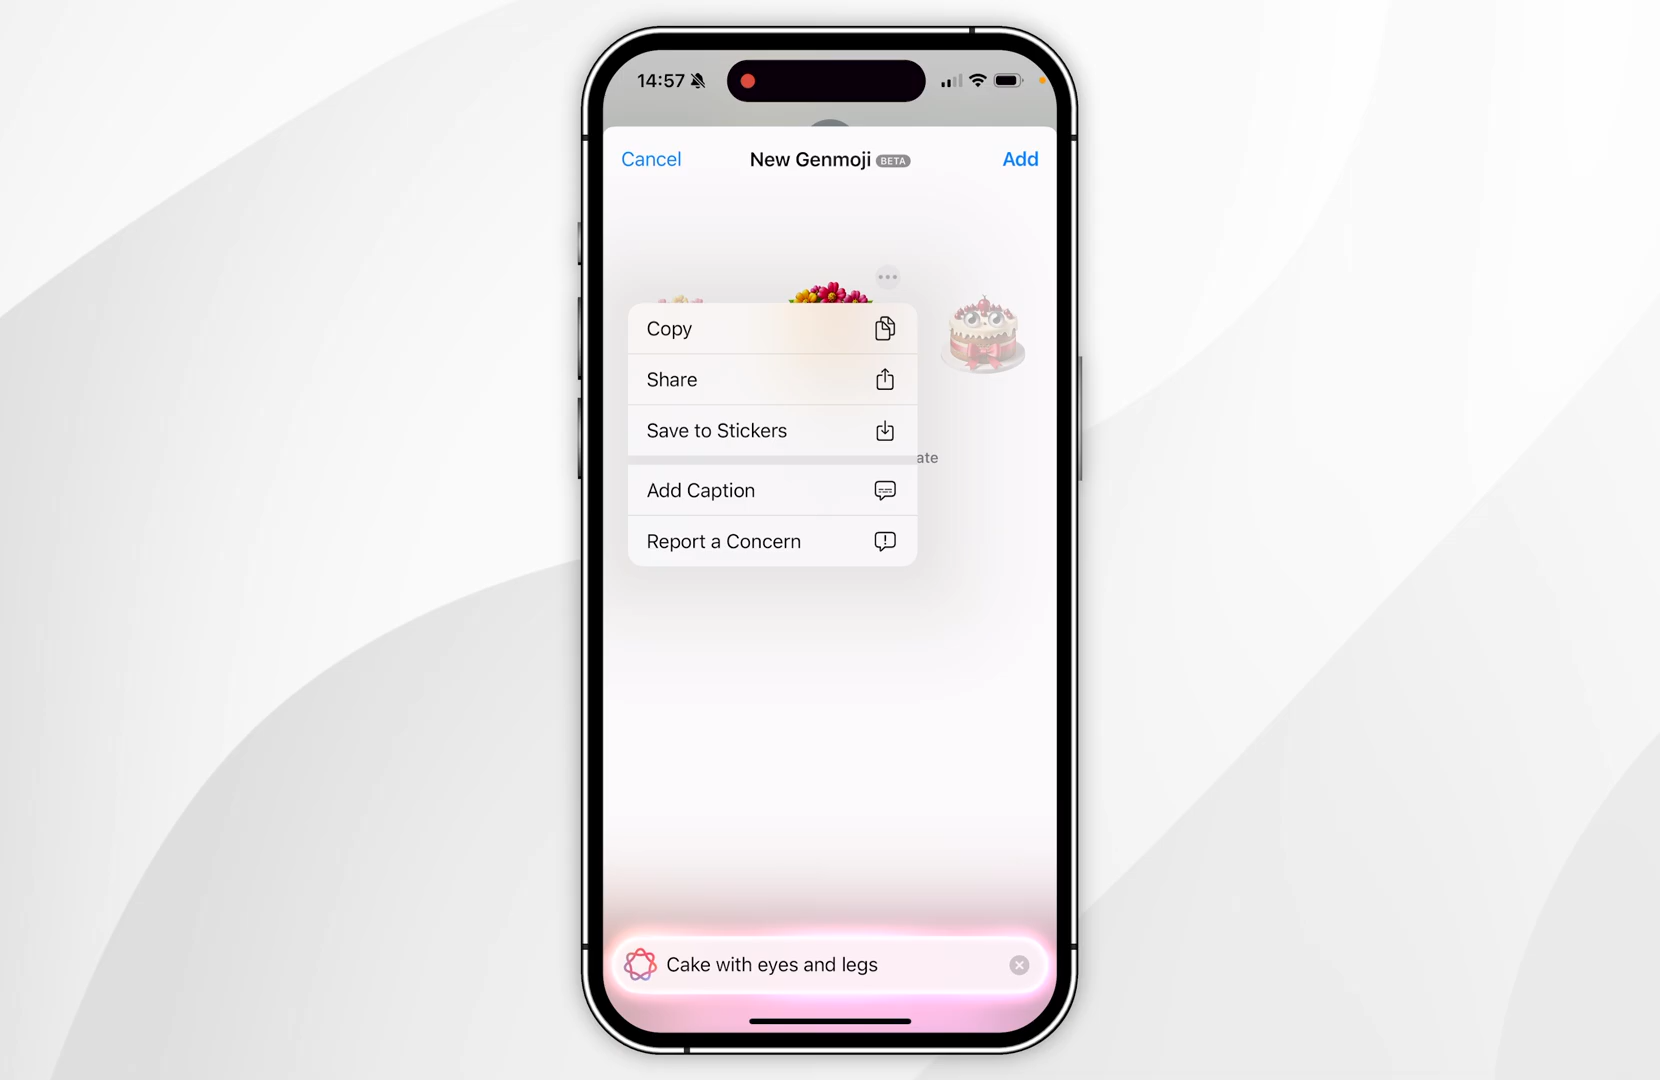 14:57
Cancel
New Genmoji BETA
Add
Copy
Share
Save to Stickers
ate
Add Caption
Report a Concern
Cake with eyes and legs